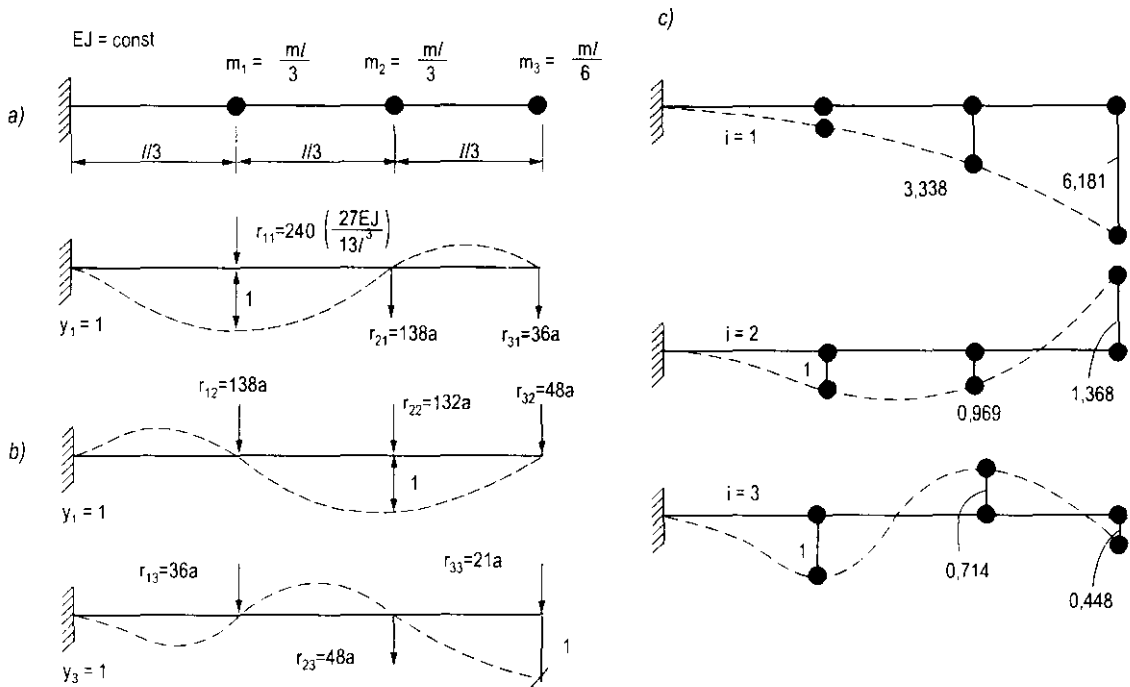 EJ = const
m₁ = ml/3
m₂ = ml/3
m₃ = ml/6
a)
l/3
l/3
l/3
r₁₁=240 (27EJ/13l³)
1
y₁ = 1
r₂₁=138a
r₃₁=36a
r₁₂=138a
r₂₂=132a
r₃₂=48a
b)
1
y₁ = 1
r₁₃=36a
r₃₃=21a
r₂₃=48a
1
y₃ = 1
c)
i = 1
3,338
6,181
i = 2
1
0,969
1,368
i = 3
1
0,714
0,448